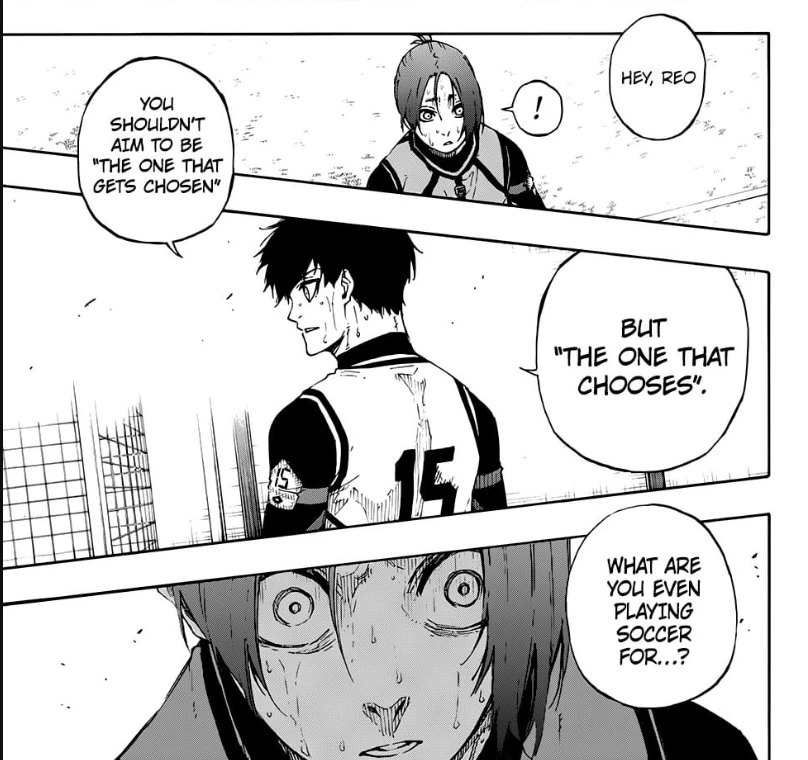 HEY, REO
!
YOU
SHOULDN'T
AIM TO BE
"THE ONE THAT
GETS CHOSEN"
BUT
"THE ONE THAT
CHOOSES".
15
15
WHAT ARE
YOU EVEN
PLAYING
SOCCER
FOR...?